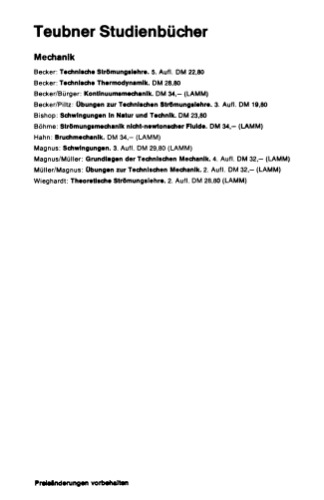 Teubner Studienbücher
Mechanik
Becker: Technische Strömungslehre. 5. Aufl. DM 22,80
Becker: Technische Thermodynamik. DM 28,80
Becker/Bürger: Kontinuumsmechanik. DM 34,– (LAMM)
Becker/Piltz: Übungen zur Technischen Strömungslehre. 3. Aufl. DM 19,80
Bishop: Schwingungen in Natur und Technik. DM 23,80
Böhme: Strömungsmechanik nicht-newtonscher Fluide. DM 34,– (LAMM)
Hahn: Bruchmechanik. DM 34,– (LAMM)
Magnus: Schwingungen. 3. Aufl. DM 29,80 (LAMM)
Magnus/Müller: Grundlagen der Technischen Mechanik. 4. Aufl. DM 32,– (LAMM)
Müller/Magnus: Übungen zur Technischen Mechanik. 2. Aufl. DM 32,– (LAMM)
Wieghardt: Theoretische Strömungslehre. 2. Aufl. DM 28,80 (LAMM)
Preisänderungen vorbehalten